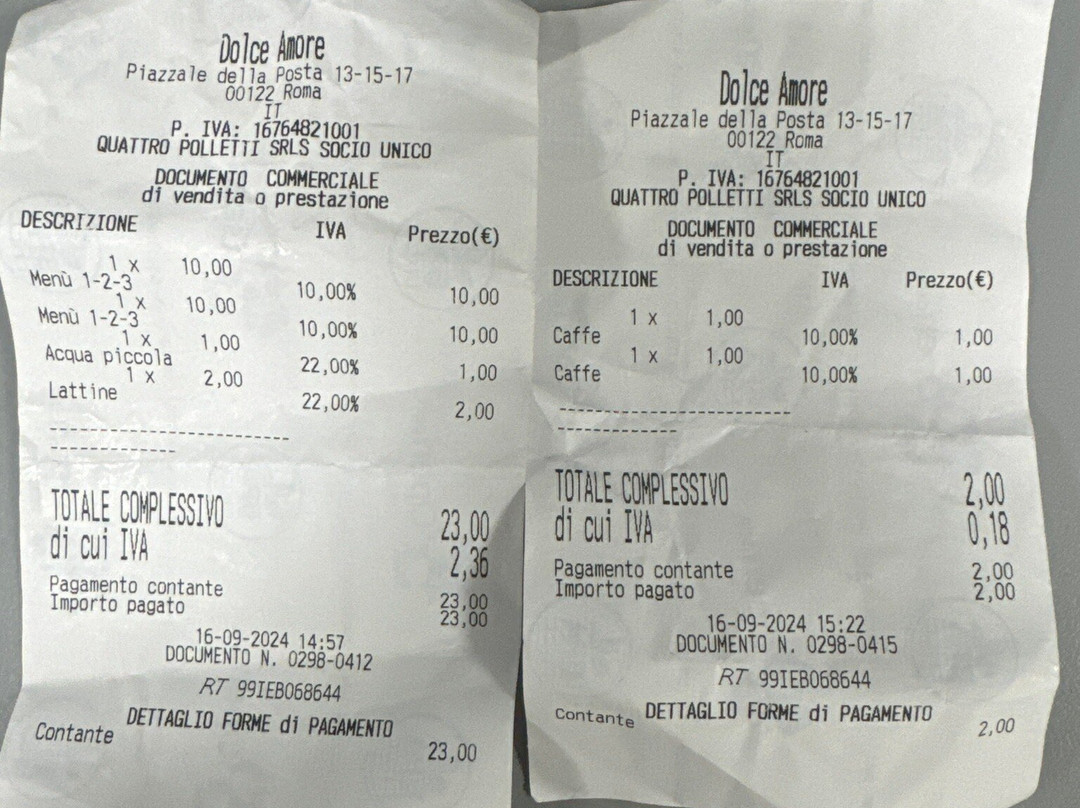 Dolce Amore
Piazzale della Posta 13-15-17
00122 Roma
IT
P. IVA: 16764821001
QUATTRO POLLETTI SRLS SOCIO UNICO
DOCUMENTO COMMERCIALE
di vendita o prestazione
DESCRIZIONE IVA Prezzo(€)
1 x 10,00
Menù 1-2-3 10,00% 10,00
1 x 10,00
Menù 1-2-3 10,00% 10,00
1 x 1,00
Acqua piccola 22,00% 1,00
1 x 2,00
Lattine 22,00% 2,00
TOTALE COMPLESSIVO 23,00
di cui IVA 2,36
Pagamento contante 23,00
Importo pagato 23,00
16-09-2024 14:57
DOCUMENTO N. 0298-0412
RT 99IEB068644
DETTAGLIO FORME di PAGAMENTO
Contante 23,00
Dolce Amore
Piazzale della Posta 13-15-17
00122 Roma
IT
P. IVA: 16764821001
QUATTRO POLLETTI SRLS SOCIO UNICO
DOCUMENTO COMMERCIALE
di vendita o prestazione
DESCRIZIONE IVA Prezzo(€)
1 x 1,00
Caffe 10,00% 1,00
1 x 1,00
Caffe 10,00% 1,00
TOTALE COMPLESSIVO 2,00
di cui IVA 0,18
Pagamento contante 2,00
Importo pagato 2,00
16-09-2024 15:22
DOCUMENTO N. 0298-0415
RT 99IEB068644
DETTAGLIO FORME di PAGAMENTO
Contante 2,00